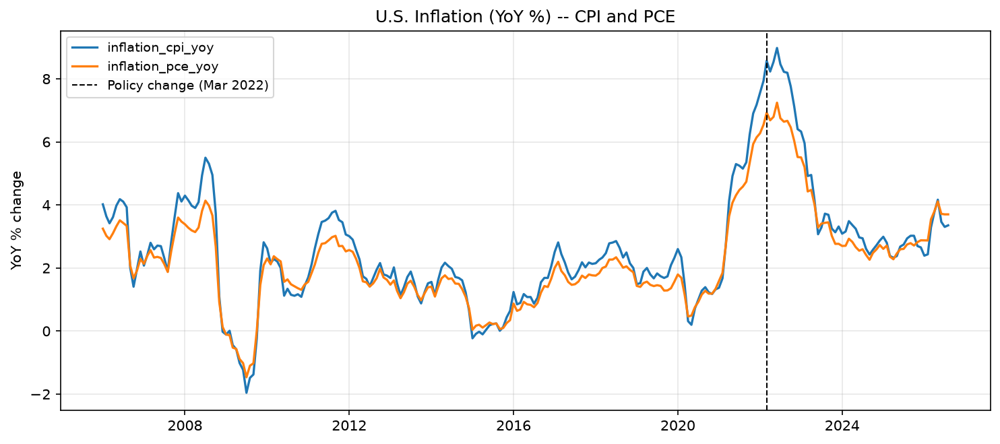 U.S. Inflation (YoY %) -- CPI and PCE
inflation_cpi_yoy
inflation_pce_yoy
Policy change (Mar 2022)
YoY % change
8
6
4
2
0
−2
2008
2012
2016
2020
2024